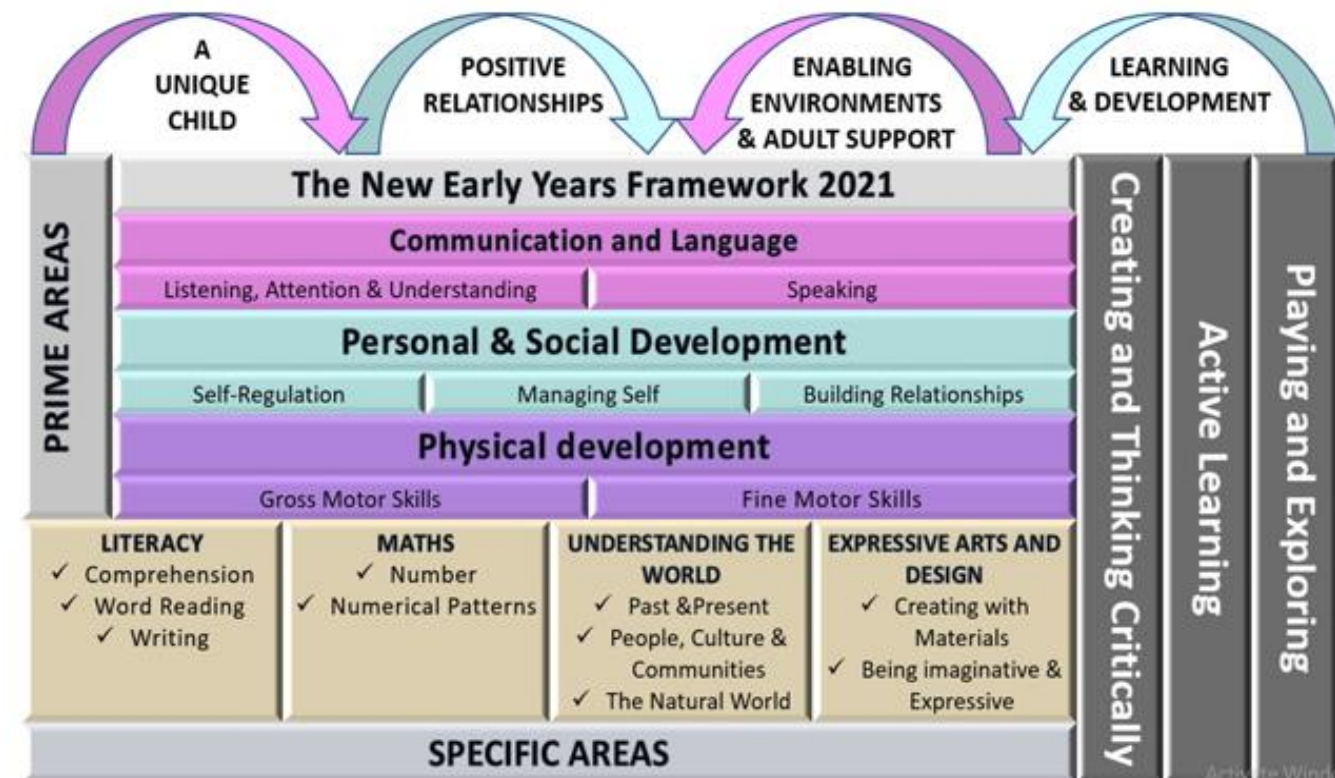 A
UNIQUE
CHILD
POSITIVE
RELATIONSHIPS
ENABLING
ENVIRONMENTS
& ADULT SUPPORT
LEARNING
& DEVELOPMENT
PRIME AREAS
The New Early Years Framework 2021
Communication and Language
Listening, Attention & Understanding
Speaking
Personal & Social Development
Self-Regulation
Managing Self
Building Relationships
Physical development
Gross Motor Skills
Fine Motor Skills
LITERACY
✓ Comprehension
✓ Word Reading
✓ Writing
MATHS
✓ Number
✓ Numerical Patterns
UNDERSTANDING THE
WORLD
✓ Past &Present
✓ People, Culture &
Communities
✓ The Natural World
EXPRESSIVE ARTS AND
DESIGN
✓ Creating with
Materials
✓ Being imaginative &
Expressive
SPECIFIC AREAS
Creating and Thinking Critically
Active Learning
Playing and Exploring